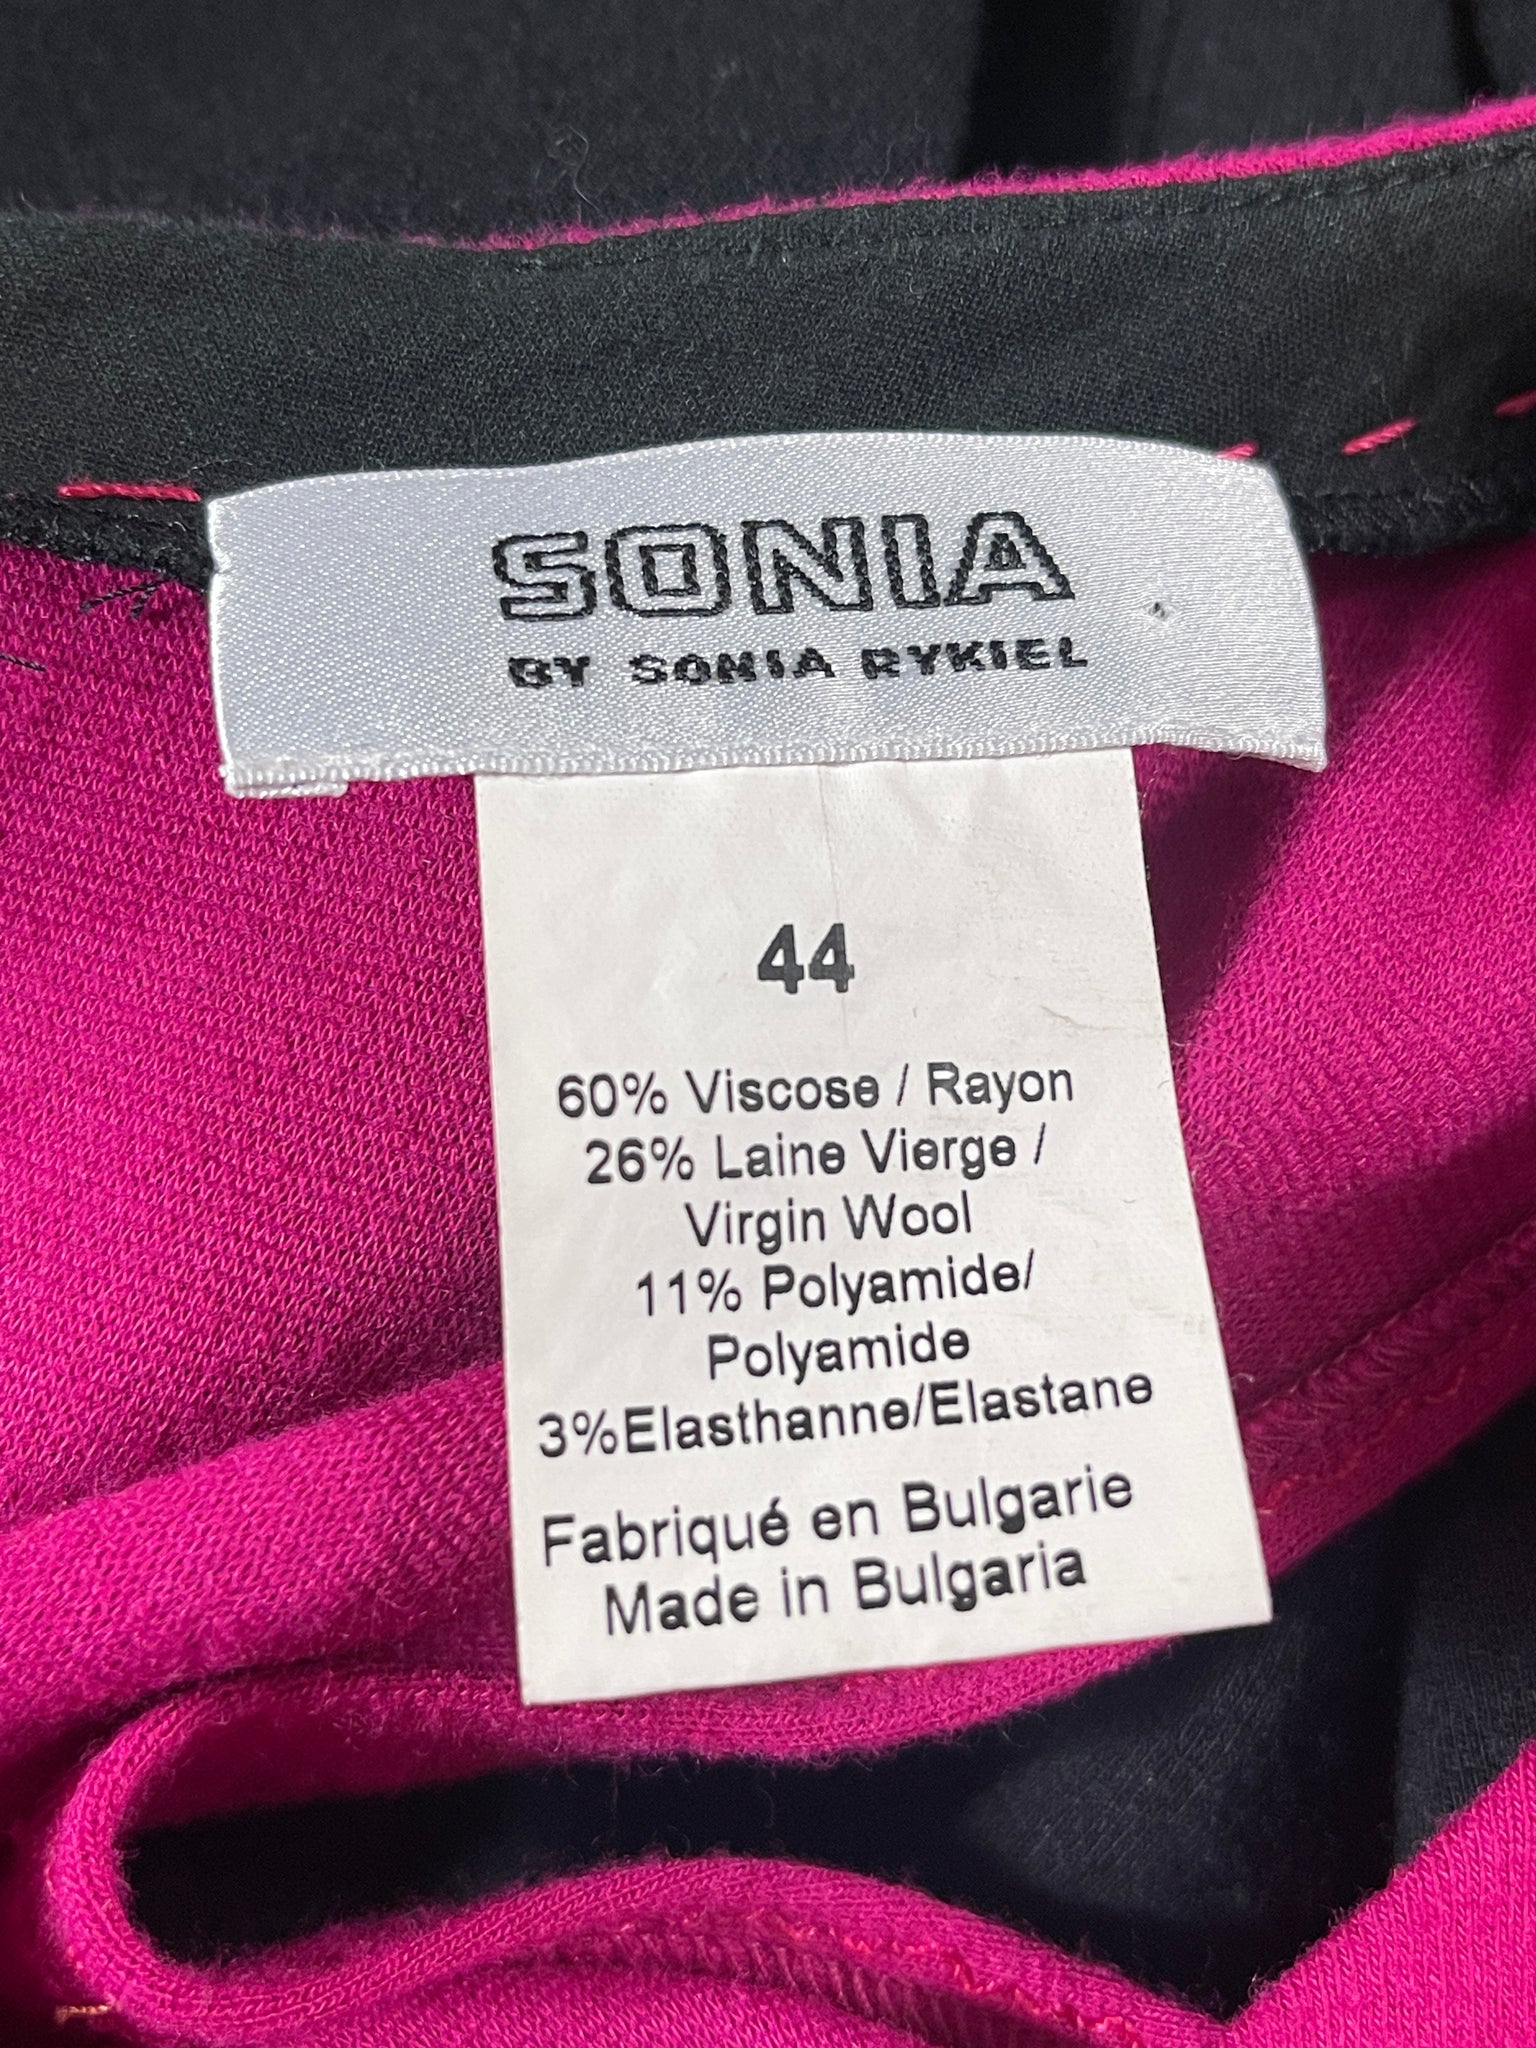 SONIA
BY SONIA RYKIEL
44
60% Viscose / Rayon
26% Laine Vierge /
Virgin Wool
11% Polyamide/
Polyamide
3%Elasthanne/Elastane
Fabriqué en Bulgarie
Made in Bulgaria